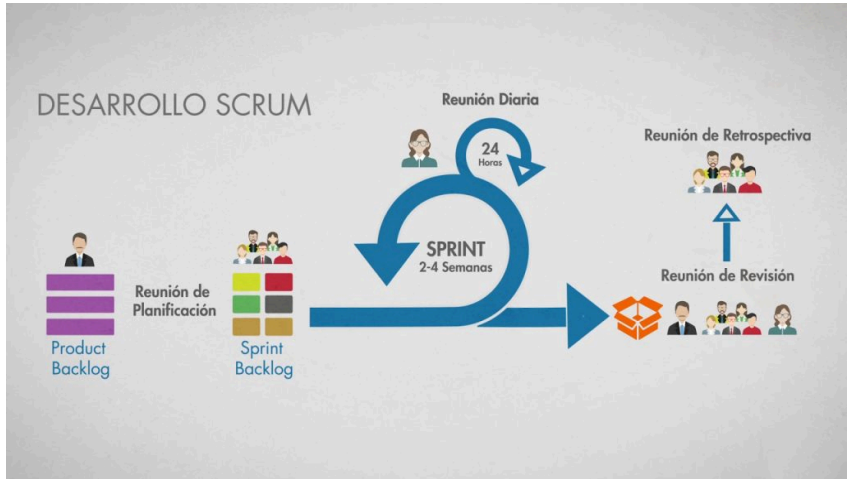 DESARROLLO SCRUM
Reunión Diaria
24
Horas
SPRINT
2-4 Semanas
Reunión de
Planificación
Product
Backlog
Sprint
Backlog
Reunión de Retrospectiva
Reunión de Revisión